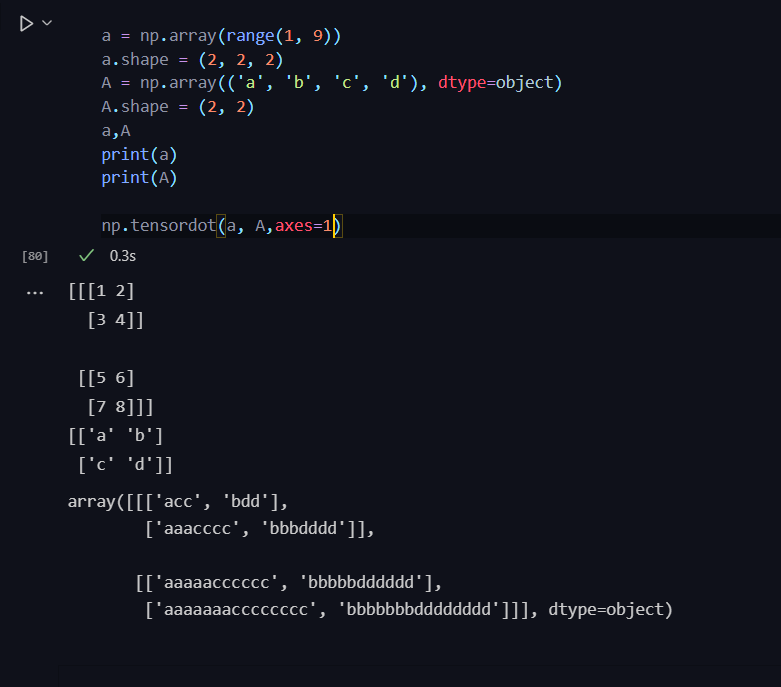 a = np.array(range(1, 9))
a.shape = (2, 2, 2)
A = np.array(('a', 'b', 'c', 'd'), dtype=object)
A.shape = (2, 2)
a,A
print(a)
print(A)
np.tensordot(a, A,axes=1)
[80] 0.3s
... [[[1 2]
[3 4]]
[[5 6]
[7 8]]]
[['a' 'b']
['c' 'd']]
array([[['acc', 'bdd'],
['aaacccc', 'bbbdddd']],
[['aaaaacccccc', 'bbbbbdddddd'],
['aaaaaaacccccccc', 'bbbbbbbdddddddd']]], dtype=object)